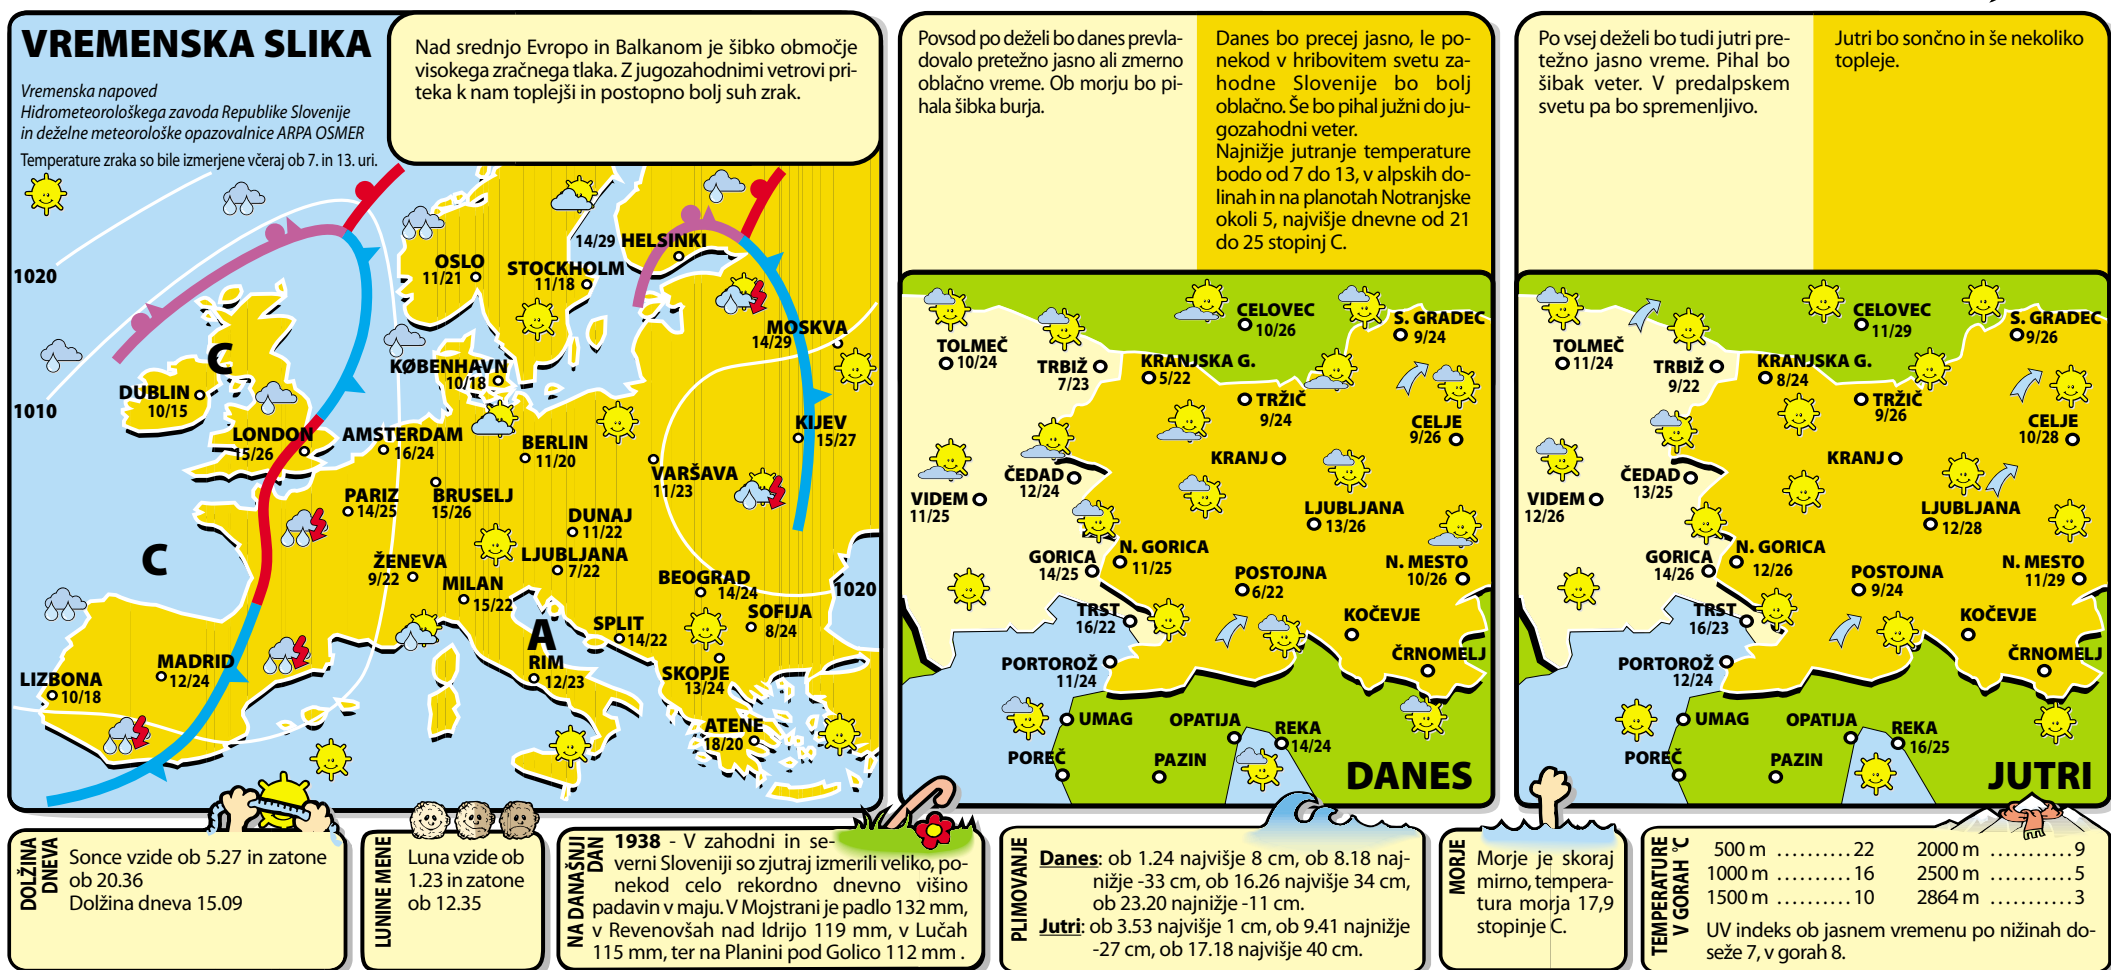 VREMENSKA SLIKA
Vremenska napoved
Hidrometeorološkega zavoda Republike Slovenije
in deželne meteorološke opazovalnice ARPA OSMER
Temperature zraka so bile izmerjene včeraj ob 7. in 13. uri.
Nad srednjo Evropo in Balkanom je šibko območje
visokega zračnega tlaka. Z jugozahodnimi vetrovi pri-
teka k nam toplejši in postopno bolj suh zrak.
1020
1010
1020
C
C
A
14/29 HELSINKI
OSLO
11/21
STOCKHOLM
11/18
MOSKVA
14/29
KØBENHAVN
10/18
DUBLIN
10/15
LONDON
15/26
AMSTERDAM
16/24
BERLIN
11/20
KIJEV
15/27
VARŠAVA
11/23
PARIZ
14/25
BRUSELJ
15/26
DUNAJ
11/22
ŽENEVA
9/22
LJUBLJANA
7/22
MILAN
15/22
BEOGRAD
14/24
SOFIJA
8/24
SPLIT
14/22
RIM
12/23
SKOPJE
13/24
MADRID
12/24
LIZBONA
10/18
ATENE
18/20
Povsod po deželi bo danes prevla-
dovalo pretežno jasno ali zmerno
oblačno vreme. Ob morju bo pi-
hala šibka burja.
Danes bo precej jasno, le po-
nekod v hribovitem svetu za-
hodne Slovenije bo bolj
oblačno. Še bo pihal južni do ju-
gozahodni veter.
Najnižje jutranje temperature
bodo od 7 do 13, v alpskih do-
linah in na planotah Notranjske
okoli 5, najvišje dnevne od 21
do 25 stopinj C.
CELOVEC
10/26
S. GRADEC
9/24
TOLMEČ
10/24
TRBIŽ
7/23
KRANJSKA G.
5/22
TRŽIČ
9/24
CELJE
9/26
KRANJ
ČEDAD
12/24
VIDEM
11/25
LJUBLJANA
13/26
GORICA
14/25
N. GORICA
11/25
N. MESTO
10/26
POSTOJNA
6/22
TRST
16/22
KOČEVJE
PORTOROŽ
11/24
ČRNOMELJ
UMAG
OPATIJA
REKA
14/24
POREČ
PAZIN
DANES
Po vsej deželi bo tudi jutri pre-
težno jasno vreme. Pihal bo
šibak veter. V predalpskem
svetu pa bo spremenljivo.
Jutri bo sončno in še nekoliko
topleje.
CELOVEC
11/29
S. GRADEC
9/26
TOLMEČ
11/24
TRBIŽ
9/22
KRANJSKA G.
8/24
TRŽIČ
9/26
CELJE
10/28
KRANJ
ČEDAD
13/25
VIDEM
12/26
LJUBLJANA
12/28
GORICA
14/26
N. GORICA
12/26
N. MESTO
11/29
POSTOJNA
9/24
TRST
16/23
KOČEVJE
PORTOROŽ
12/24
ČRNOMELJ
UMAG
OPATIJA
REKA
16/25
POREČ
PAZIN
JUTRI
DOLŽINA
DNEVA
Sonce vzide ob 5.27 in zatone
ob 20.36
Dolžina dneva 15.09
LUNINE MENE
Luna vzide ob
1.23 in zatone
ob 12.35
NA DANAŠNJI
DAN
1938 - V zahodni in se-
verni Sloveniji so zjutraj izmerili veliko, po-
nekod celo rekordno dnevno višino
padavin v maju. V Mojstrani je padlo 132 mm,
v Revenovšah nad Idrijo 119 mm, v Lučah
115 mm, ter na Planini pod Golico 112 mm .
PLIMOVANJE
Danes: ob 1.24 najvišje 8 cm, ob 8.18 naj-
nižje -33 cm, ob 16.26 najvišje 34 cm,
ob 23.20 najnižje -11 cm.
Jutri: ob 3.53 najvišje 1 cm, ob 9.41 najnižje
-27 cm, ob 17.18 najvišje 40 cm.
MORJE
Morje je skoraj
mirno, tempera-
tura morja 17,9
stopinje C.
TEMPERATURE °C
V GORAH
500 m ..........22
1000 m ..........16
1500 m ..........10
2000 m ..........9
2500 m ..........5
2864 m ..........3
UV indeks ob jasnem vremenu po nižinah do-
seže 7, v gorah 8.